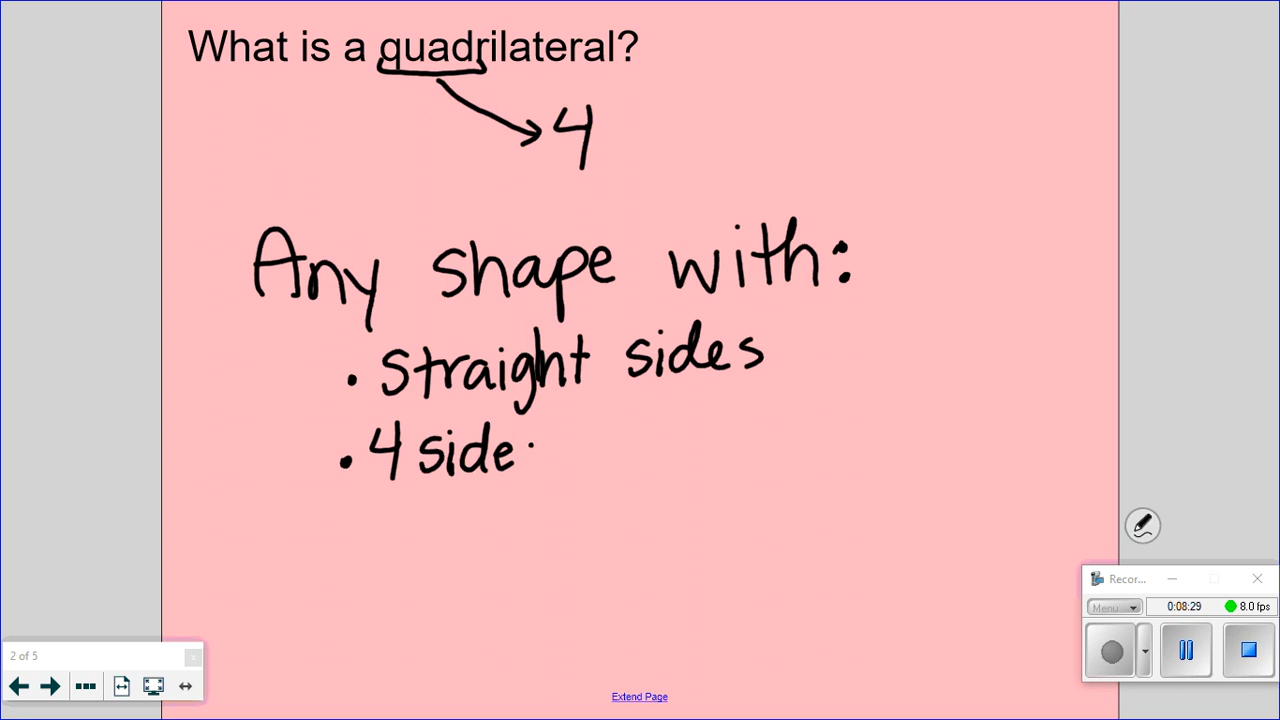 What is a quadrilateral?
4
Any shape with:
• straight sides
• 4 side
Recor...
Menu
0:08:29
8.0 fps
2 of 5
Extend Page